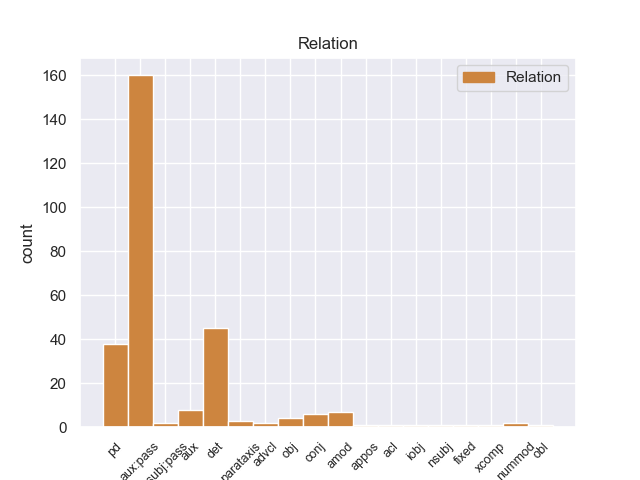 Relation
Relation
count
160
140
120
100
80
60
40
20
0
pd
aux:pass
subj:pass
aux
det
parataxis
advcl
obj
conj
amod
appos
acl
iobj
nsubj
fixed
xcomp
nummod
obl